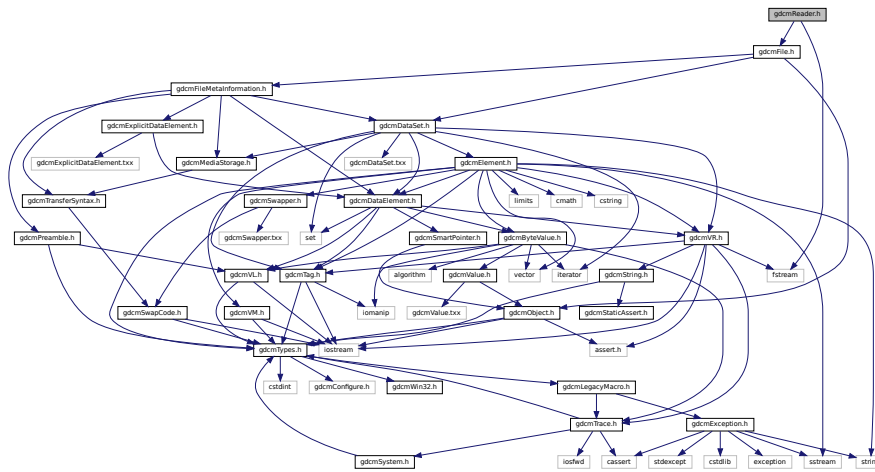 gdcmReader.h
gdcmFile.h
gdcmFileMetaInformation.h
gdcmExplicitDataElement.h
gdcmDataSet.h
gdcmExplicitDataElement.txx
gdcmMediaStorage.h
gdcmDataSet.txx
gdcmElement.h
gdcmTransferSyntax.h
gdcmSwapper.h
gdcmDataElement.h
limits
cmath
cstring
gdcmPreamble.h
gdcmSwapper.txx
set
gdcmSmartPointer.h
gdcmByteValue.h
gdcmVR.h
gdcmVL.h
gdcmTag.h
algorithm
gdcmValue.h
vector
iterator
gdcmString.h
fstream
gdcmSwapCode.h
gdcmVM.h
iomanip
gdcmValue.txx
gdcmObject.h
gdcmStaticAssert.h
gdcmTypes.h
iostream
assert.h
cstdint
gdcmConfigure.h
gdcmWin32.h
gdcmLegacyMacro.h
gdcmTrace.h
gdcmException.h
gdcmSystem.h
iosfwd
cassert
stdexcept
cstdlib
exception
sstream